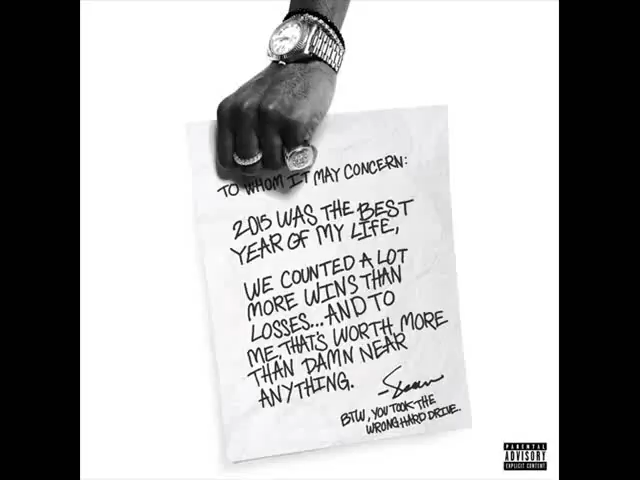 TO WHOM IT MAY CONCERN:
2015 WAS THE BEST
YEAR OF MY LIFE,
WE COUNTED A LOT
MORE WINS THAN
LOSSES...AND TO
ME, THAT'S WORTH MORE
THAN DAMN NEAR
ANYTHING.
-Sean
BTW, YOU TOOK THE
WRONG HARD DRIVE..
PARENTAL
ADVISORY
EXPLICIT CONTENT